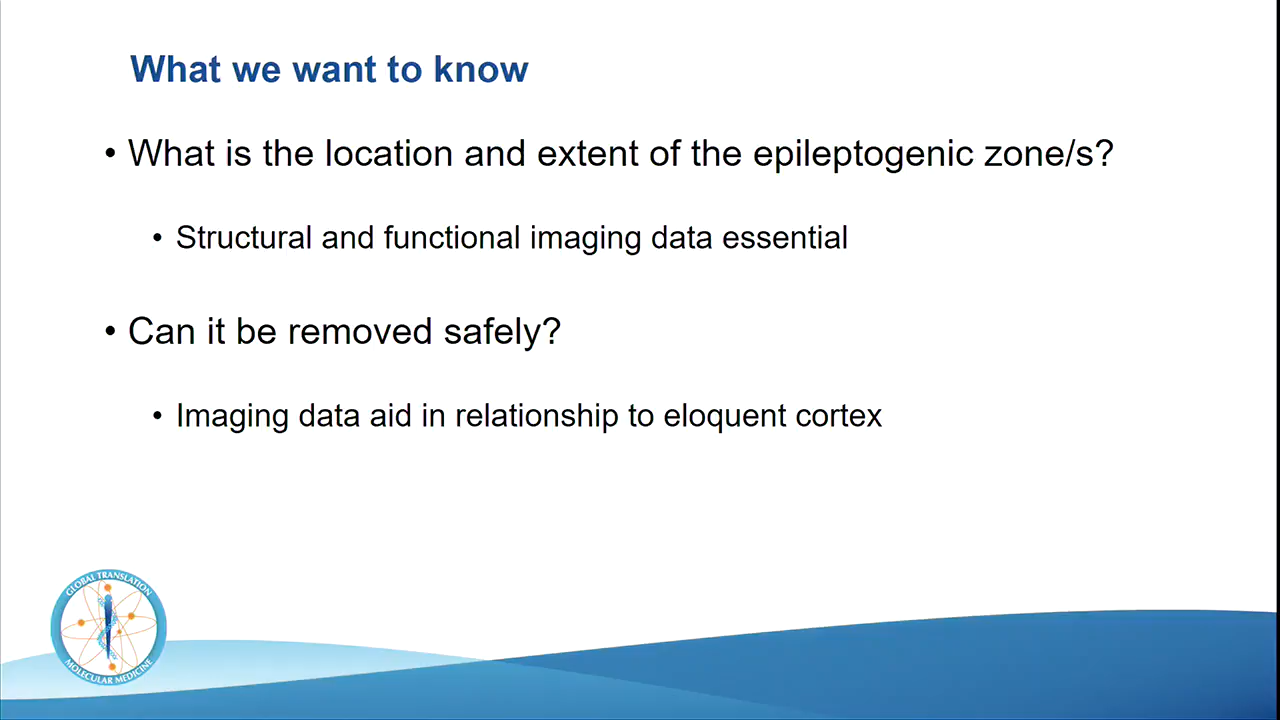 What we want to know
• What is the location and extent of the epileptogenic zone/s?
• Structural and functional imaging data essential
• Can it be removed safely?
• Imaging data aid in relationship to eloquent cortex
GLOBAL TRANSLATION
MOLECULAR MEDICINE